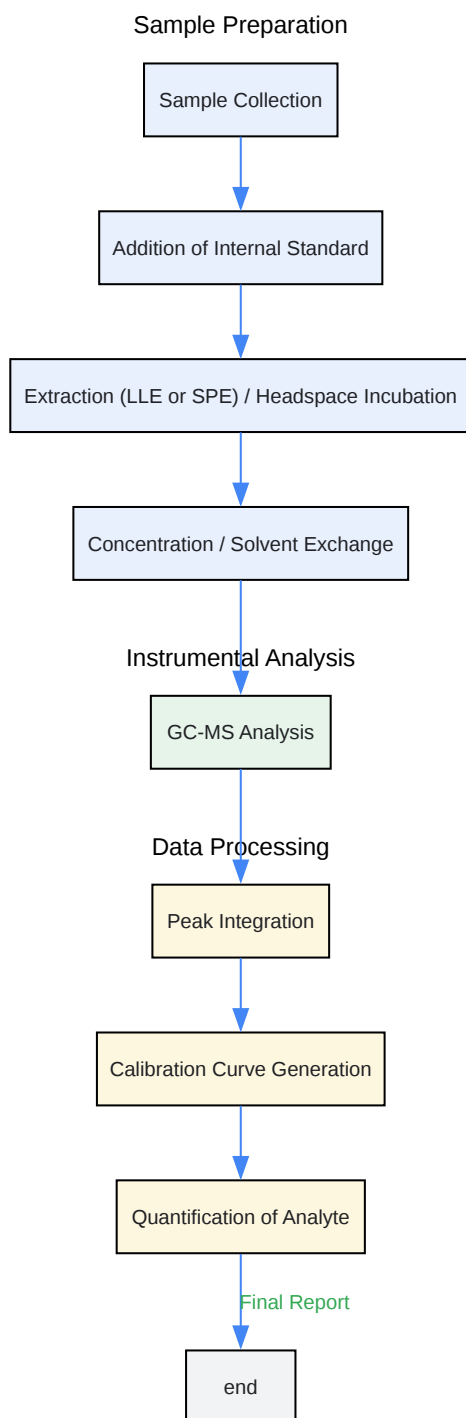 Sample Preparation
Sample Collection
Addition of Internal Standard
Extraction (LLE or SPE) / Headspace Incubation
Concentration / Solvent Exchange
Instrumental Analysis
GC-MS Analysis
Data Processing
Peak Integration
Calibration Curve Generation
Quantification of Analyte
Final Report
end